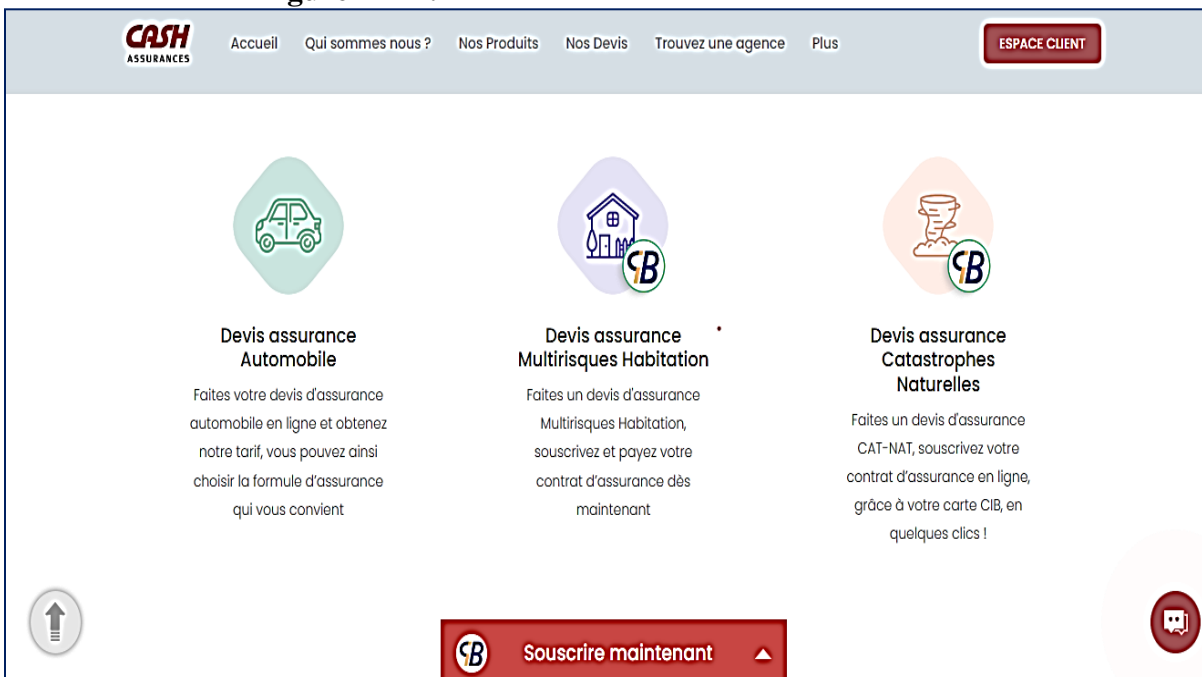 CASH
ASSURANCES
Accueil
Qui sommes nous ?
Nos Produits
Nos Devis
Trouvez une agence
Plus
ESPACE CLIENT
Devis assurance
Automobile
Faites votre devis d'assurance
automobile en ligne et obtenez
notre tarif, vous pouvez ainsi
choisir la formule d'assurance
qui vous convient
CIB
Devis assurance
Multirisques Habitation
Faites un devis d'assurance
Multirisques Habitation,
souscrivez et payez votre
contrat d'assurance dès
maintenant
CIB
Devis assurance
Catastrophes
Naturelles
Faites un devis d'assurance
CAT-NAT, souscrivez votre
contrat d'assurance en ligne,
grâce à votre carte CIB, en
quelques clics !
CIB
Souscrire maintenant